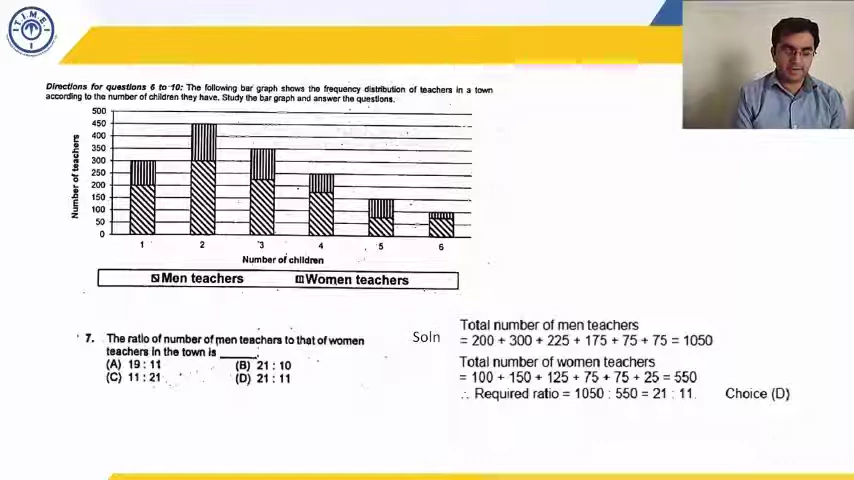 T.I.M.E.
I
Directions for questions 6 to 10: The following bar graph shows the frequency distribution of teachers in a town
according to the number of children they have. Study the bar graph and answer the questions.
500
450
400
350
300
250
200
150
100
50
0
Number of teachers
1 2 3 4 5 6
Number of children
Men teachers Women teachers
7. The ratio of number of men teachers to that of women
teachers in the town is ______.
(A) 19 : 11 (B) 21 : 10
(C) 11 : 21 (D) 21 : 11
Soln
Total number of men teachers
= 200 + 300 + 225 + 175 + 75 + 75 = 1050
Total number of women teachers
= 100 + 150 + 125 + 75 + 75 + 25 = 550
∴ Required ratio = 1050 : 550 = 21 : 11. Choice (D)